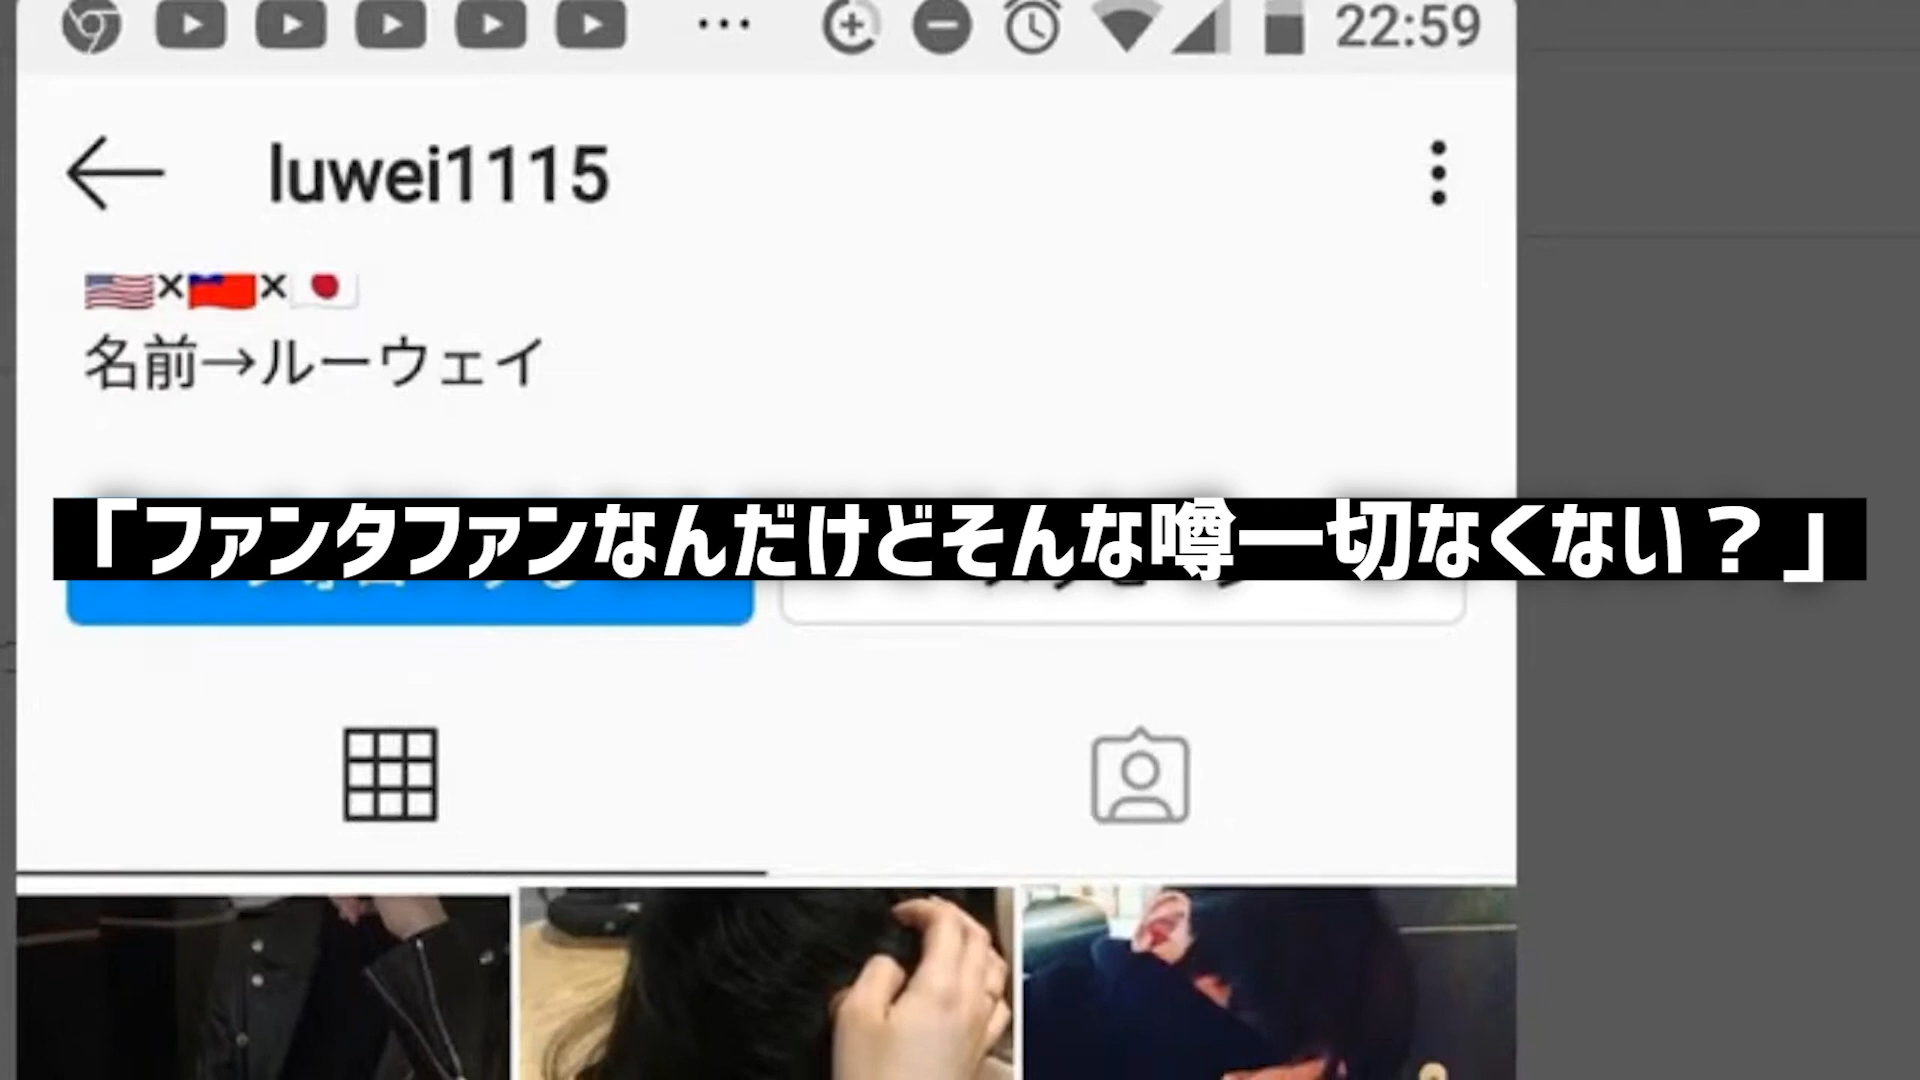 22:59
luwei1115
🇺🇸×🇹🇼×🇯🇵
名前→ルーウェイ
「ファンタファンなんだけどそんな噂一切なくない？」